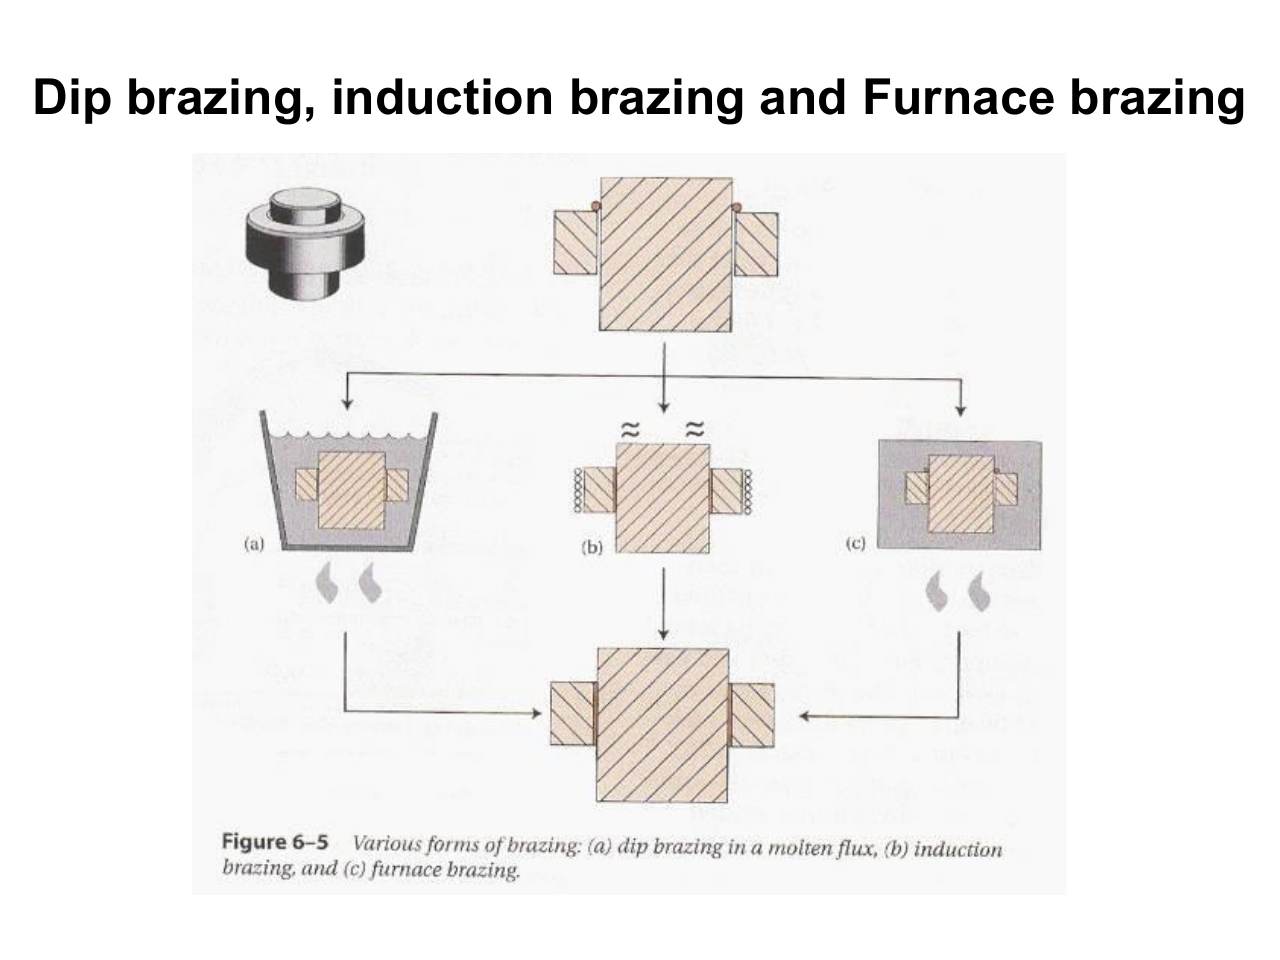 Dip brazing, induction brazing and Furnace brazing
(a)
(b)
(c)
Figure 6–5 Various forms of brazing: (a) dip brazing in a molten flux, (b) induction
brazing, and (c) furnace brazing.